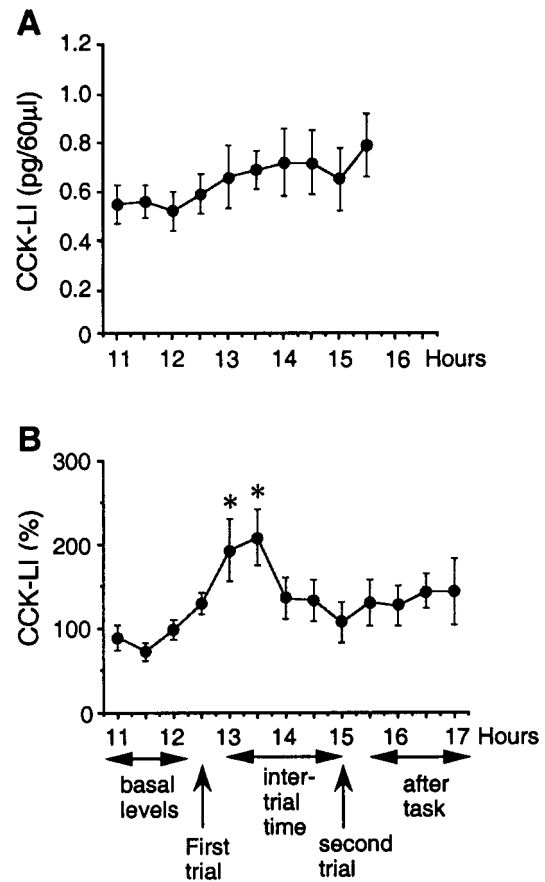 A
CCK-LI (pg/60µl)
1.2
1.0
0.8
0.6
0.4
0.2
0
11 12 13 14 15 16 Hours
B
CCK-LI (%)
300
200
100
0
* *
11 12 13 14 15 16 17 Hours
basal
levels
inter-
trial
time
after
task
First
trial
second
trial